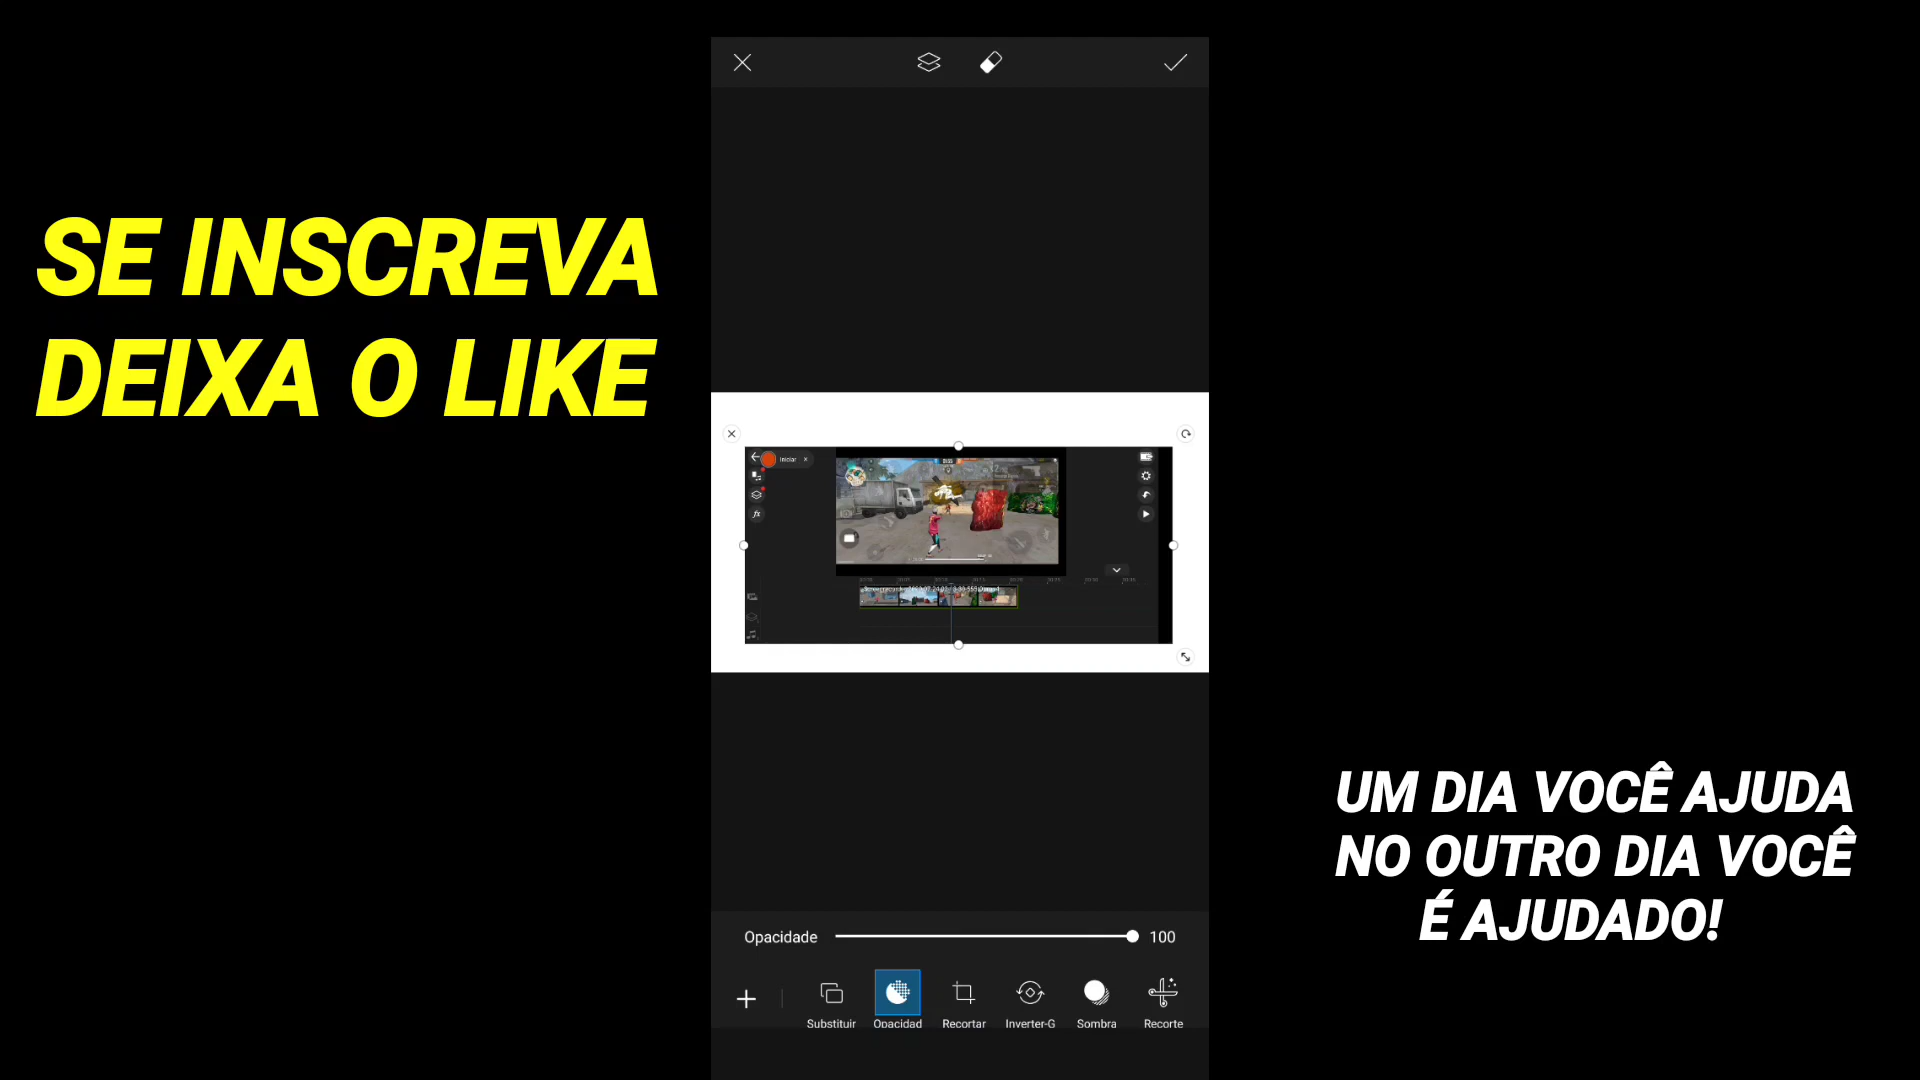 SE INSCREVA
DEIXA O LIKE
Iniciar
UM DIA VOCÊ AJUDA
NO OUTRO DIA VOCÊ
É AJUDADO!
Opacidade 100
Substituir Opacidad Recortar Inverter-G Sombra Recorte